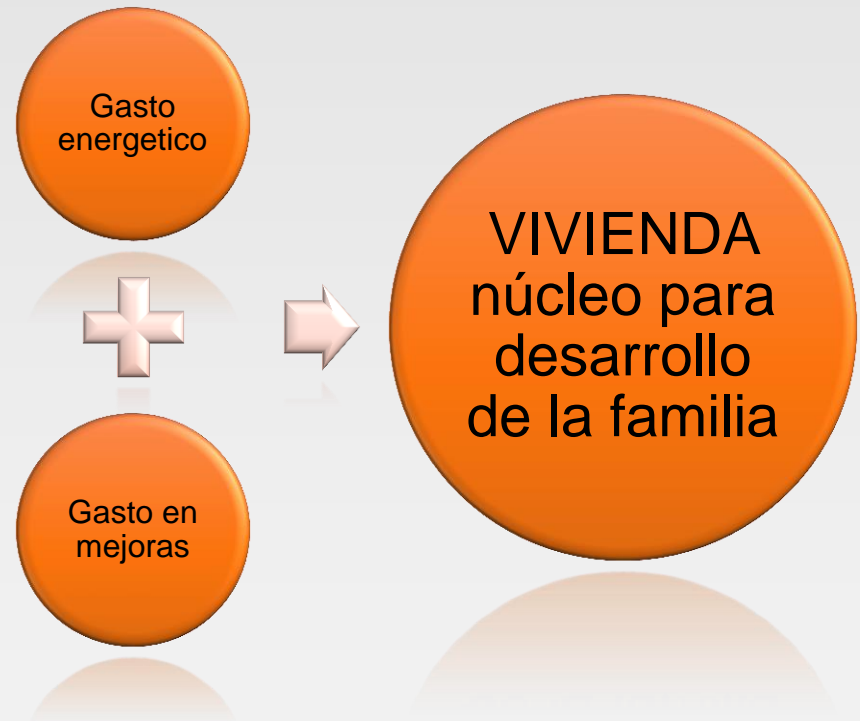 Gasto
energetico
Gasto en
mejoras
VIVIENDA
núcleo para
desarrollo
de la familia